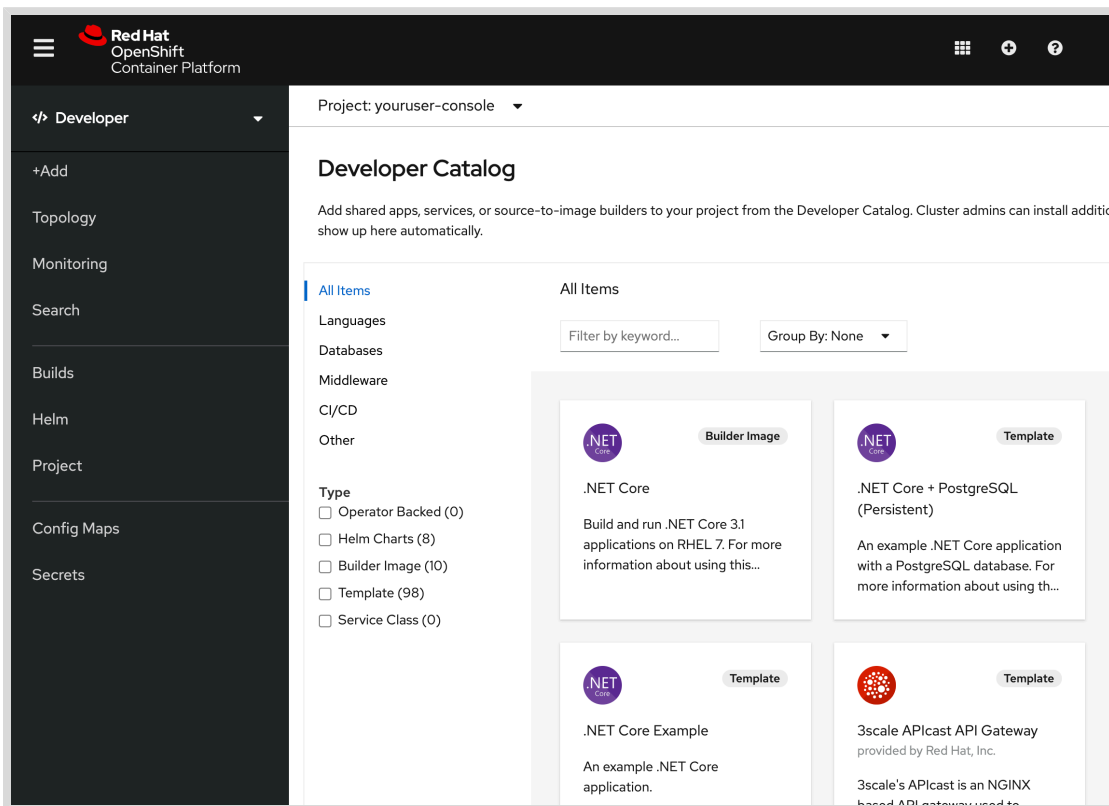 Red Hat
OpenShift
Container Platform
Developer
+Add
Topology
Monitoring
Search
Builds
Helm
Project
Config Maps
Secrets
Project: youruser-console
Developer Catalog
Add shared apps, services, or source-to-image builders to your project from the Developer Catalog. Cluster admins can install
show up here automatically.
All Items
Languages
Databases
Middleware
CI/CD
Other
Type
Operator Backed (0)
Helm Charts (8)
Builder Image (10)
Template (98)
Service Class (0)
All Items
Filter by keyword...
Group By: None
.NET
Core
Builder Image
.NET Core
Build and run .NET Core 3.1
applications on RHEL 7. For more
information about using this...
.NET
Core
Template
.NET Core + PostgreSQL
(Persistent)
An example .NET Core application
with a PostgreSQL database. For
more information about using th...
.NET
Core
Template
.NET Core Example
An example .NET Core
application.
Template
3scale APIcast API Gateway
provided by Red Hat, Inc.
3scale's APIcast is an NGINX
based API gateway used to